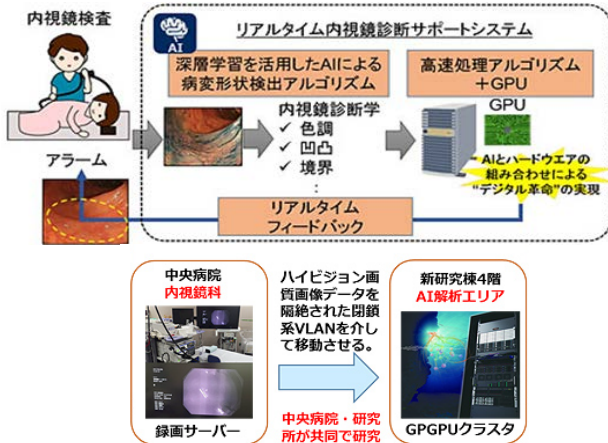 内視鏡検査
リアルタイム内視鏡診断サポートシステム
AI
深層学習を活用したAIによる
病変形状検出アルゴリズム
高速処理アルゴリズム
+GPU
GPU
内視鏡診断学
✓ 色調
✓ 凹凸
✓ 境界
:
AIとハードウエアの
組み合わせによる
“デジタル革命”の実現
アラーム
リアルタイム
フィードバック
中央病院
内視鏡科
録画サーバー
ハイビジョン画
質画像データを
隔絶された閉鎖
系VLANを介し
て移動させる。
中央病院・研究
所が共同で研究
新研究棟4階
AI解析エリア
GPGPUクラスタ